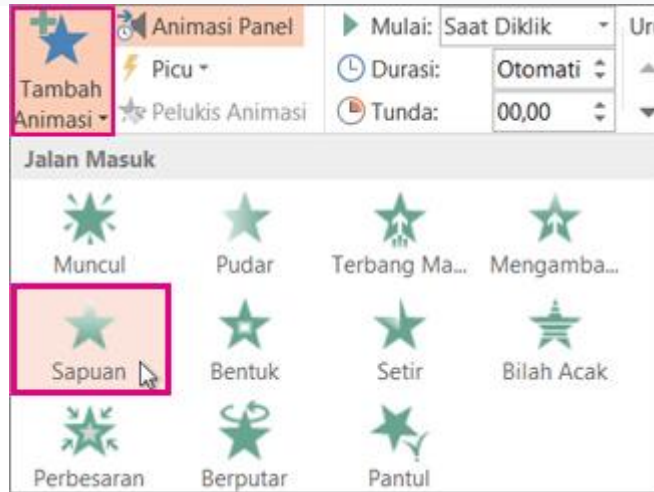 Tambah
Animasi
Animasi Panel
Picu
Pelukis Animasi
Mulai: Saat Diklik
Durasi: Otomati
Tunda: 00,00
Jalan Masuk
Muncul Pudar Terbang Ma... Mengamba...
Sapuan Bentuk Setir Bilah Acak
Perbesaran Berputar Pantul